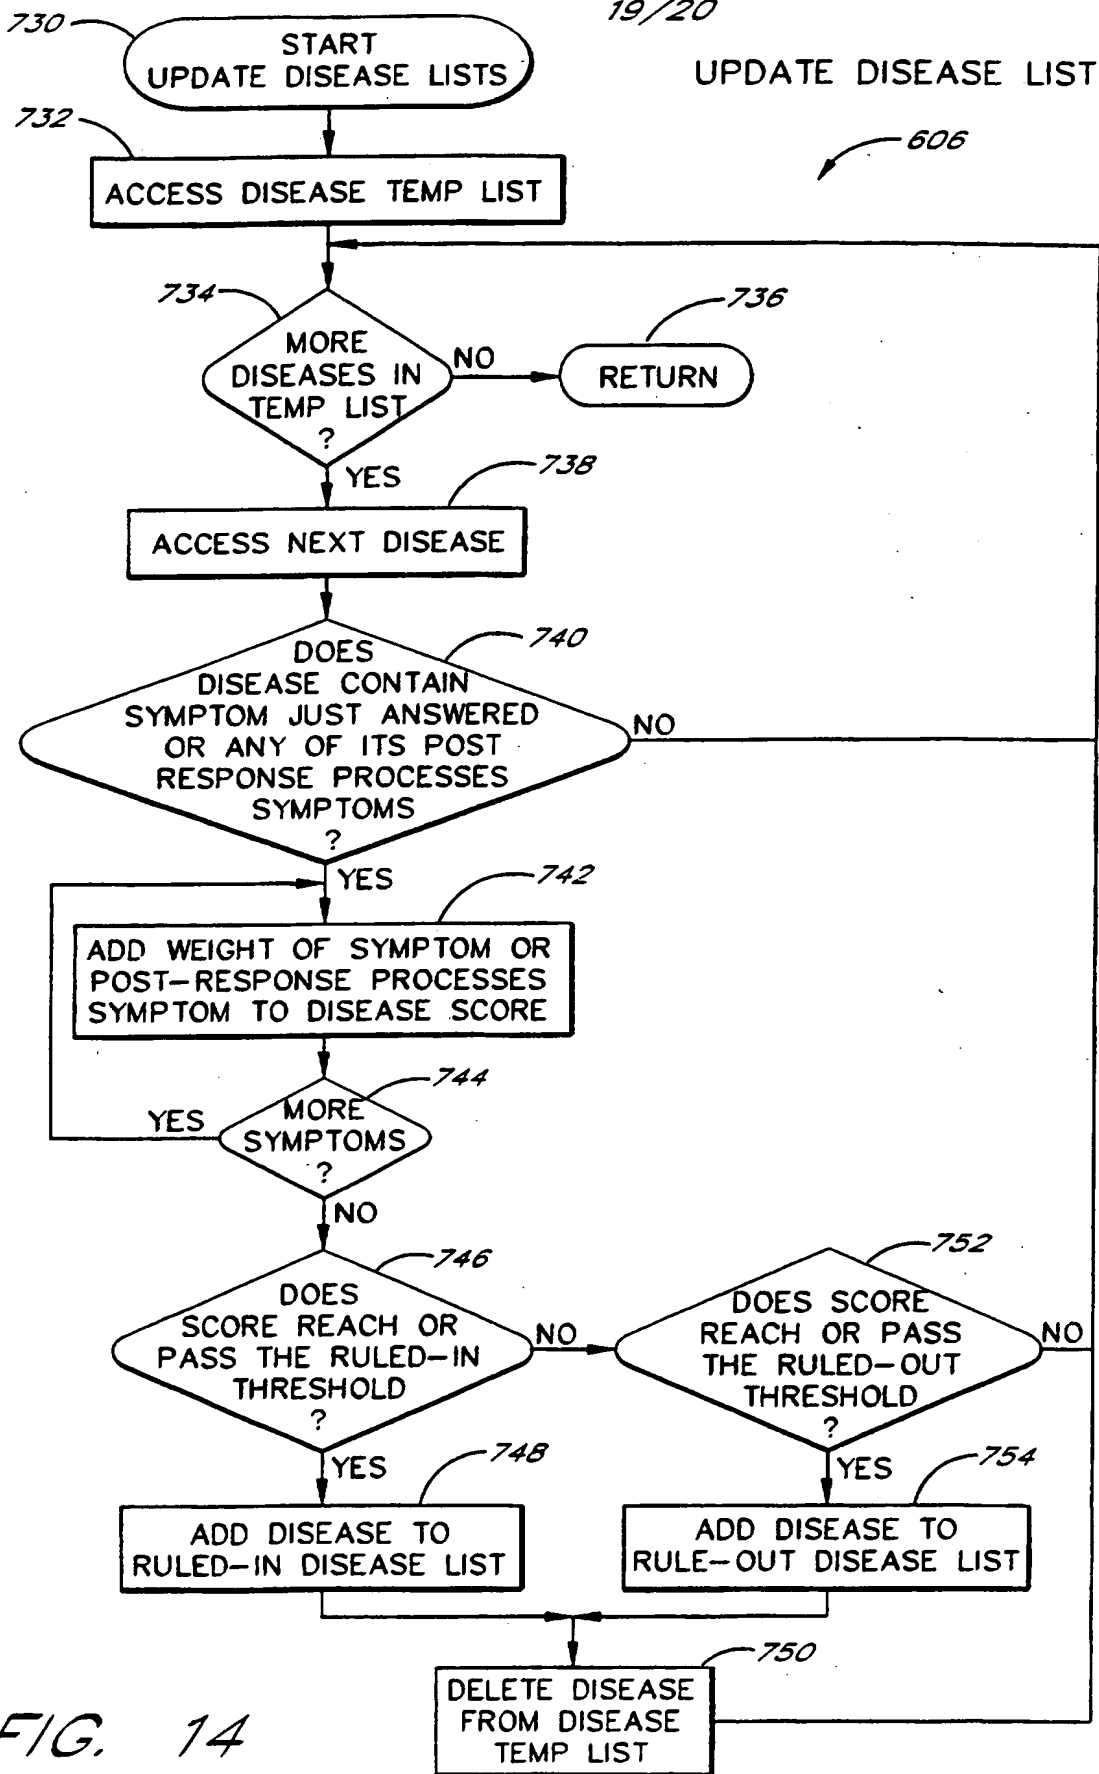 19/20
UPDATE DISEASE LIST
606
730
START
UPDATE DISEASE LISTS
732
ACCESS DISEASE TEMP LIST
734
MORE
DISEASES IN
TEMP LIST
?
NO
736
RETURN
YES
738
ACCESS NEXT DISEASE
740
DOES
DISEASE CONTAIN
SYMPTOM JUST ANSWERED
OR ANY OF ITS POST
RESPONSE PROCESSES
SYMPTOMS
?
NO
YES
742
ADD WEIGHT OF SYMPTOM OR
POST-RESPONSE PROCESSES
SYMPTOM TO DISEASE SCORE
744
MORE
SYMPTOMS
?
YES
NO
746
DOES
SCORE REACH OR
PASS THE RULED-IN
THRESHOLD
?
NO
752
DOES SCORE
REACH OR PASS
THE RULED-OUT
THRESHOLD
?
NO
YES
748
ADD DISEASE TO
RULED-IN DISEASE LIST
YES
754
ADD DISEASE TO
RULE-OUT DISEASE LIST
750
DELETE DISEASE
FROM DISEASE
TEMP LIST
FIG. 14